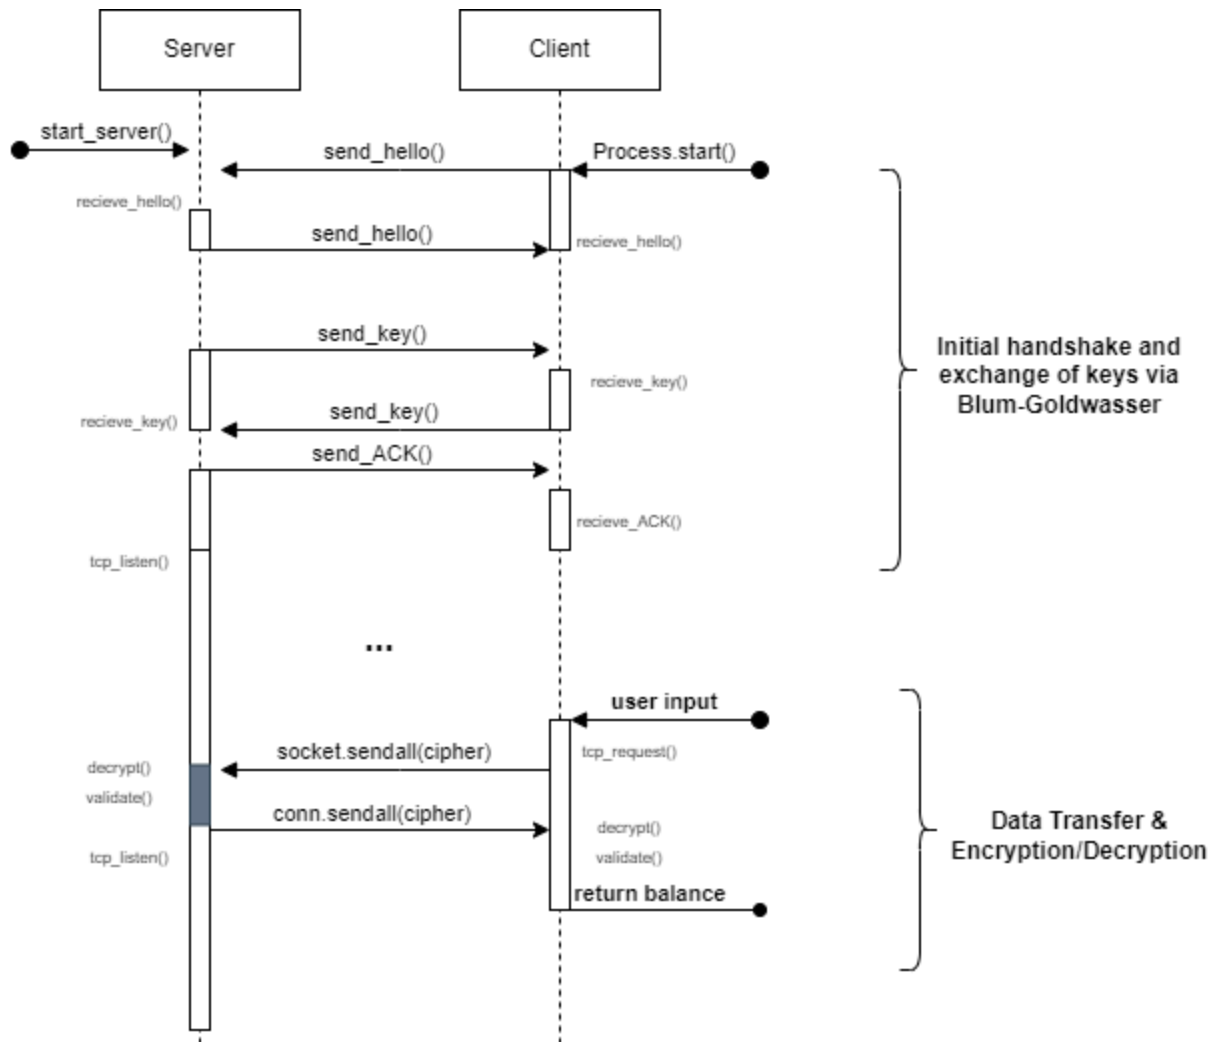 Server
Client
start_server()
send_hello()
Process.start()
recieve_hello()
send_hello()
recieve_hello()
send_key()
recieve_key()
send_key()
recieve_key()
send_ACK()
recieve_ACK()
tcp_listen()
Initial handshake and
exchange of keys via
Blum-Goldwasser
...
user input
socket.sendall(cipher)
tcp_request()
decrypt()
validate()
conn.sendall(cipher)
decrypt()
tcp_listen()
validate()
return balance
Data Transfer &
Encryption/Decryption